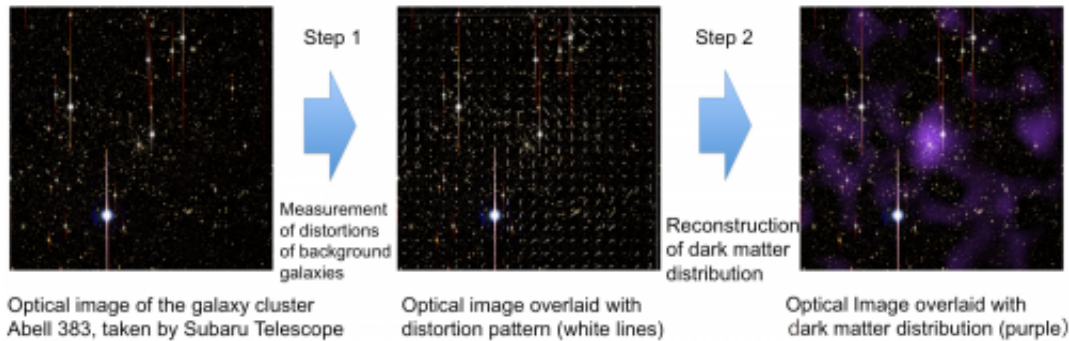 Step 1
Measurement
of distortions
of background
galaxies
Step 2
Reconstruction
of dark matter
distribution
Optical image of the galaxy cluster
Abell 383, taken by Subaru Telescope
Optical image overlaid with
distortion pattern (white lines)
Optical Image overlaid with
dark matter distribution (purple)